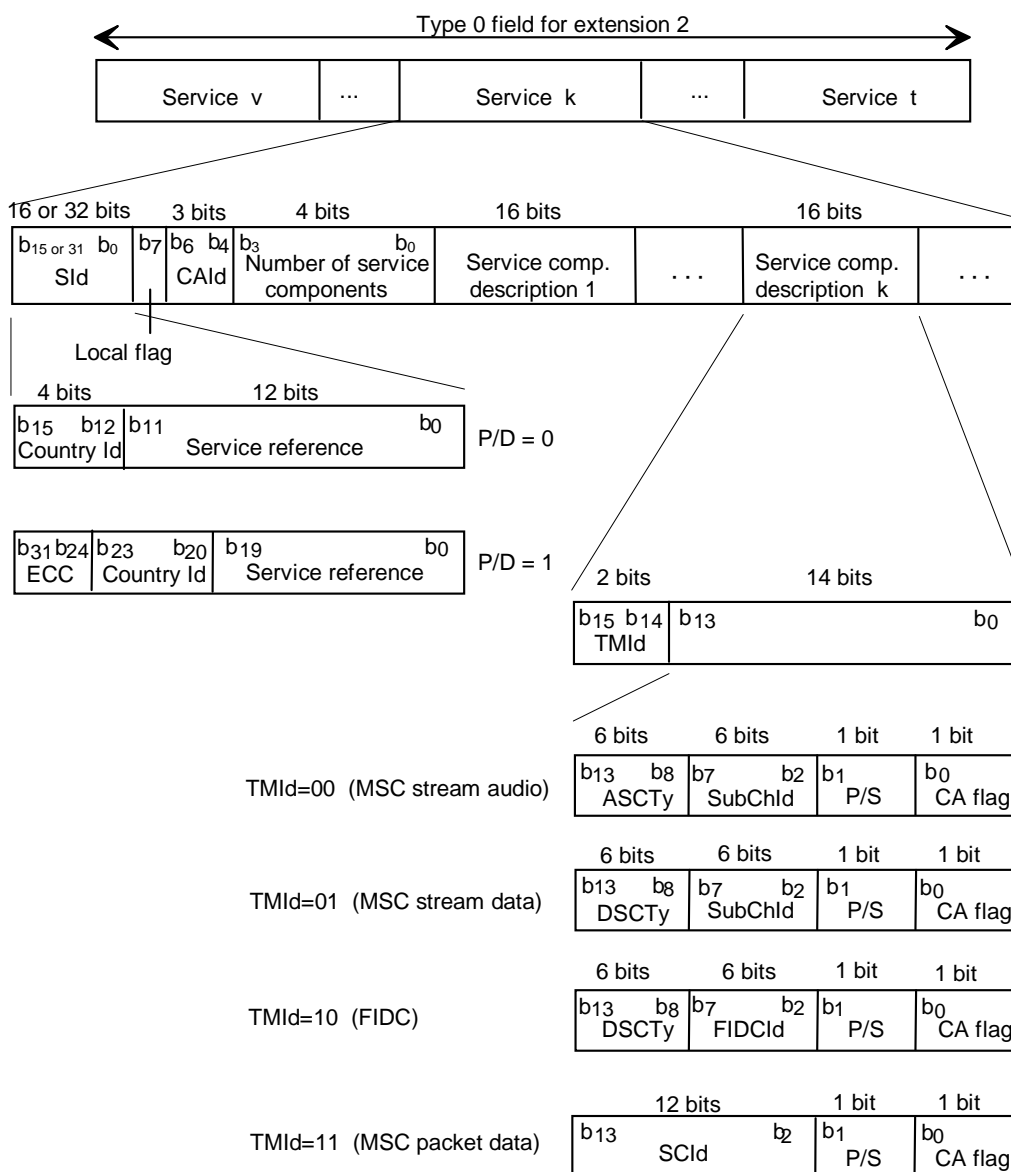 Type 0 field for extension 2
Service v ... Service k ... Service t
16 or 32 bits 3 bits 4 bits 16 bits 16 bits
b15 or 31 b0 b7 b6 b4 b3 b0
SId CAId Number of service components Service comp. description 1 . . . Service comp. description k . . .
Local flag
4 bits 12 bits
b15 b12 b11 b0
Country Id Service reference P/D = 0
b31 b24 b23 b20 b19 b0
ECC Country Id Service reference P/D = 1
2 bits 14 bits
b15 b14 b13 b0
TMId
6 bits 6 bits 1 bit 1 bit
b13 b8 b7 b2 b1 b0
TMId=00 (MSC stream audio) ASCTy SubChId P/S CA flag
6 bits 6 bits 1 bit 1 bit
b13 b8 b7 b2 b1 b0
TMId=01 (MSC stream data) DSCTy SubChId P/S CA flag
6 bits 6 bits 1 bit 1 bit
b13 b8 b7 b2 b1 b0
TMId=10 (FIDC) DSCTy FIDCId P/S CA flag
12 bits 1 bit 1 bit
b13 b2 b1 b0
TMId=11 (MSC packet data) SCId P/S CA flag